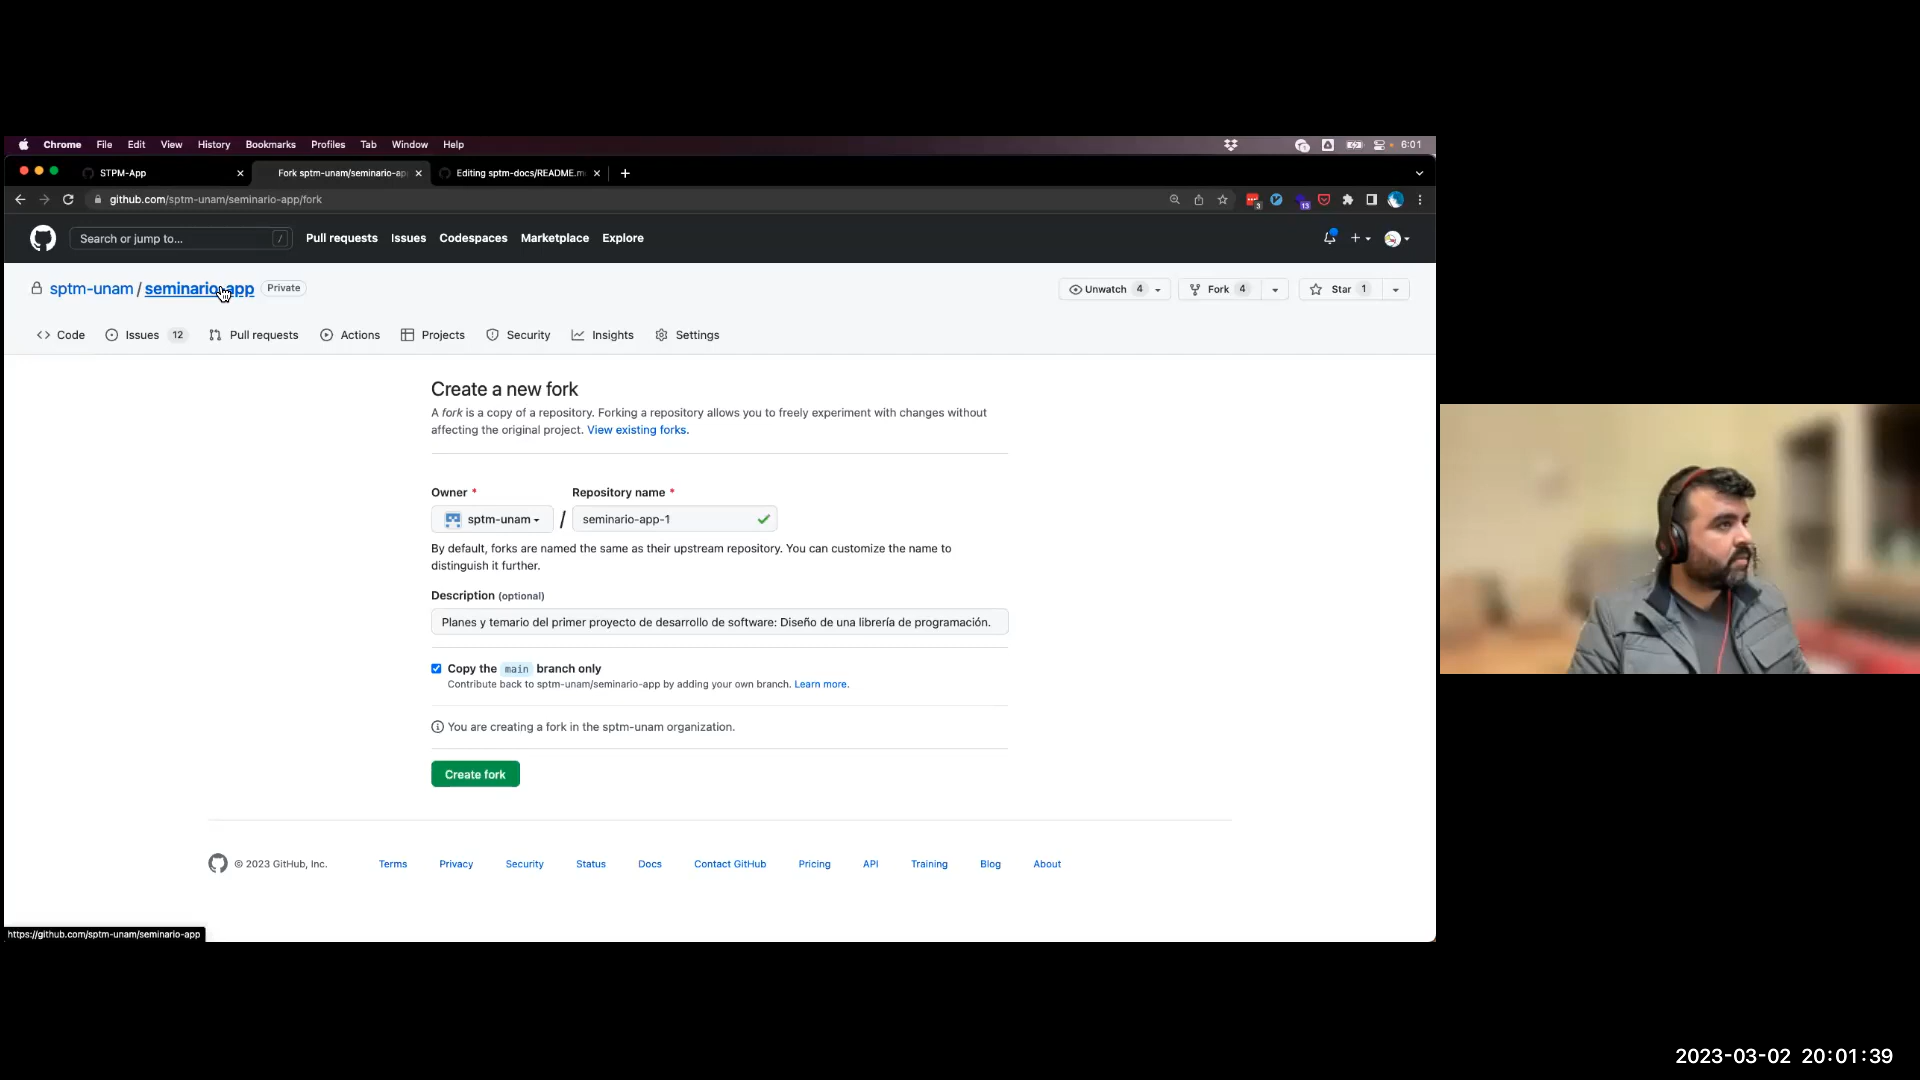 Chrome File Edit View History Bookmarks Profiles Tab Window Help 6:01
STPM-App Fork sptm-unam/seminario-ap Editing sptm-docs/README.m
github.com/sptm-unam/seminario-app/fork 3 13
Search or jump to... / Pull requests Issues Codespaces Marketplace Explore
sptm-unam / seminario-app Private Unwatch 4 Fork 4 Star 1
Code Issues 12 Pull requests Actions Projects Security Insights Settings
Create a new fork
A fork is a copy of a repository. Forking a repository allows you to freely experiment with changes without
affecting the original project. View existing forks.
Owner * Repository name *
sptm-unam / seminario-app-1
By default, forks are named the same as their upstream repository. You can customize the name to
distinguish it further.
Description (optional)
Planes y temario del primer proyecto de desarrollo de software: Diseño de una librería de programación.
Copy the main branch only
Contribute back to sptm-unam/seminario-app by adding your own branch. Learn more.
You are creating a fork in the sptm-unam organization.
Create fork
© 2023 GitHub, Inc. Terms Privacy Security Status Docs Contact GitHub Pricing API Training Blog About
https://github.com/sptm-unam/seminario-app
2023-03-02 20:01:39